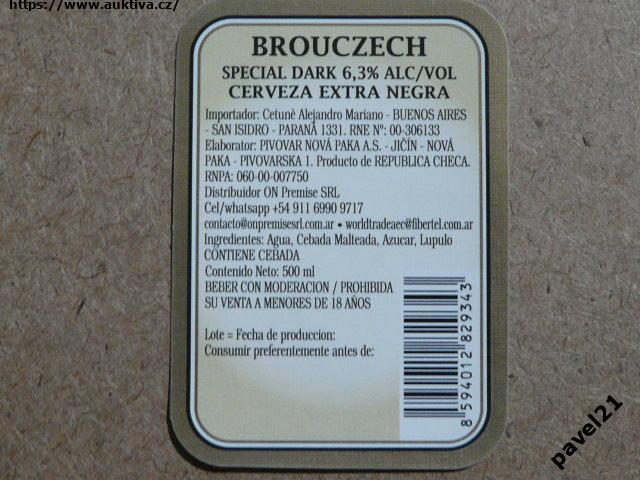 https://www.auktiva.cz/
BROUCZECH
SPECIAL DARK 6,3% ALC/VOL
CERVEZA EXTRA NEGRA
Importador: Cetunè Alejandro Mariano - BUENOS AIRES
- SAN ISIDRO - PARANÁ 1331. RNE Nº: 00-306133
Elaborator: PIVOVAR NOVÁ PAKA A.S. - JIČÍN - NOVÁ
PAKA - PIVOVARSKA 1. Producto de REPUBLICA CHECA.
RNPA: 060-00-007750
Distribuidor ON Premise SRL
Cel/whatsapp +54 911 6990 9717
contacto@onpremisesrl.com.ar • worldtradeaec@fibertel.com.ar
Ingredientes: Agua, Cebada Malteada, Azucar, Lupulo
CONTIENE CEBADA
Contenido Neto: 500 ml
BEBER CON MODERACION / PROHIBIDA
SU VENTA A MENORES DE 18 AÑOS
Lote = Fecha de produccion:
Consumir preferentemente antes de:
8 594012 829343
pavel21